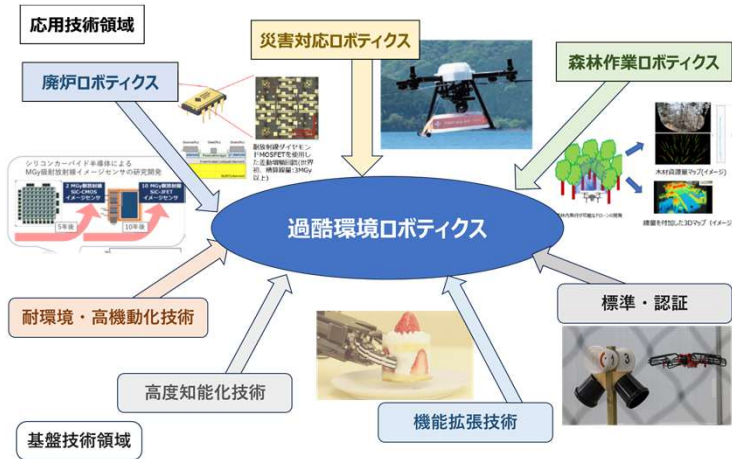 応用技術領域
災害対応ロボティクス
廃炉ロボティクス
森林作業ロボティクス
耐放射線ダイヤモン
ドMOSFETを使用し
た差動増幅回路(世界
初、積算線量:3MGy
以上)
シリコンカーバイド半導体による
MGy級耐放射線イメージセンサの研究開発
2 MGy級耐放射線
SiC-CMOS
イメージセンサ
10 MGy級耐放射線
SiC-JFET
イメージセンサ
5年後
10年後
木材資源量マップ(イメージ)
線量を付加した3Dマップ (イメージ)
過酷環境ロボティクス
耐環境・高機動化技術
標準・認証
高度知能化技術
機能拡張技術
基盤技術領域
3